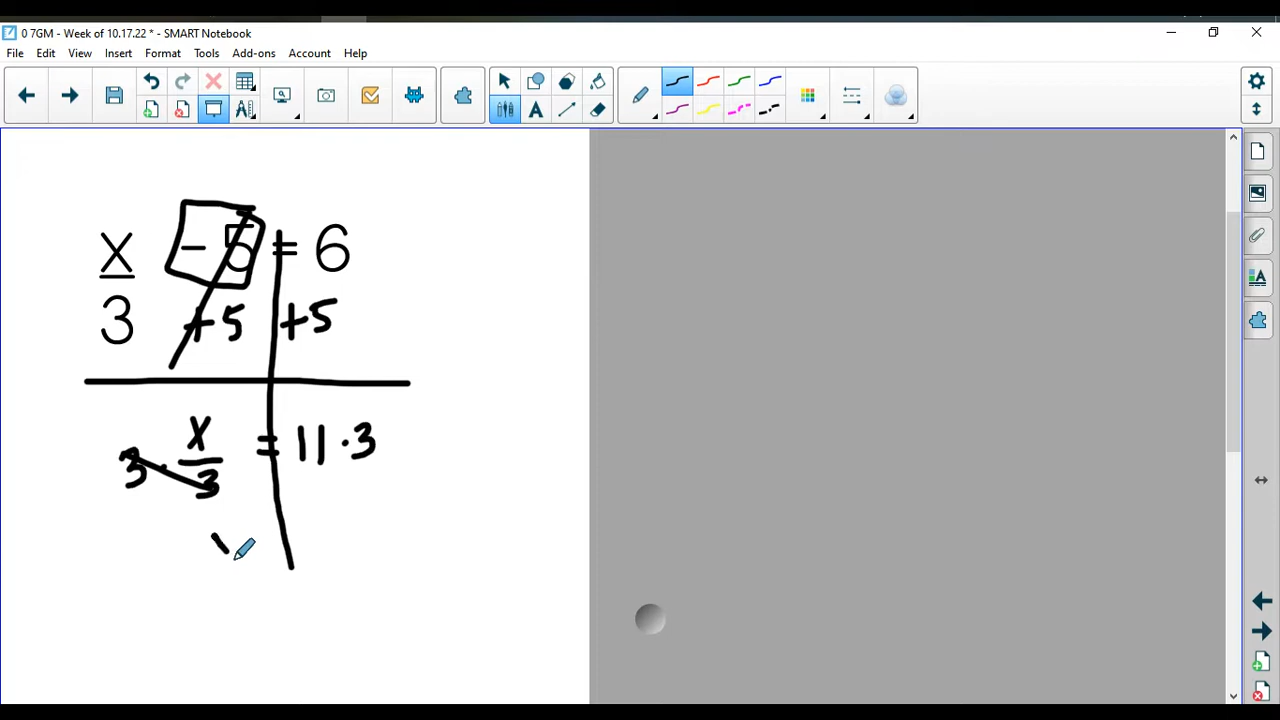 0 7GM - Week of 10.17.22 * - SMART Notebook
File Edit View Insert Format Tools Add-ons Account Help
x - 5 = 6
3 +5 +5
x = 11·3
3· 3